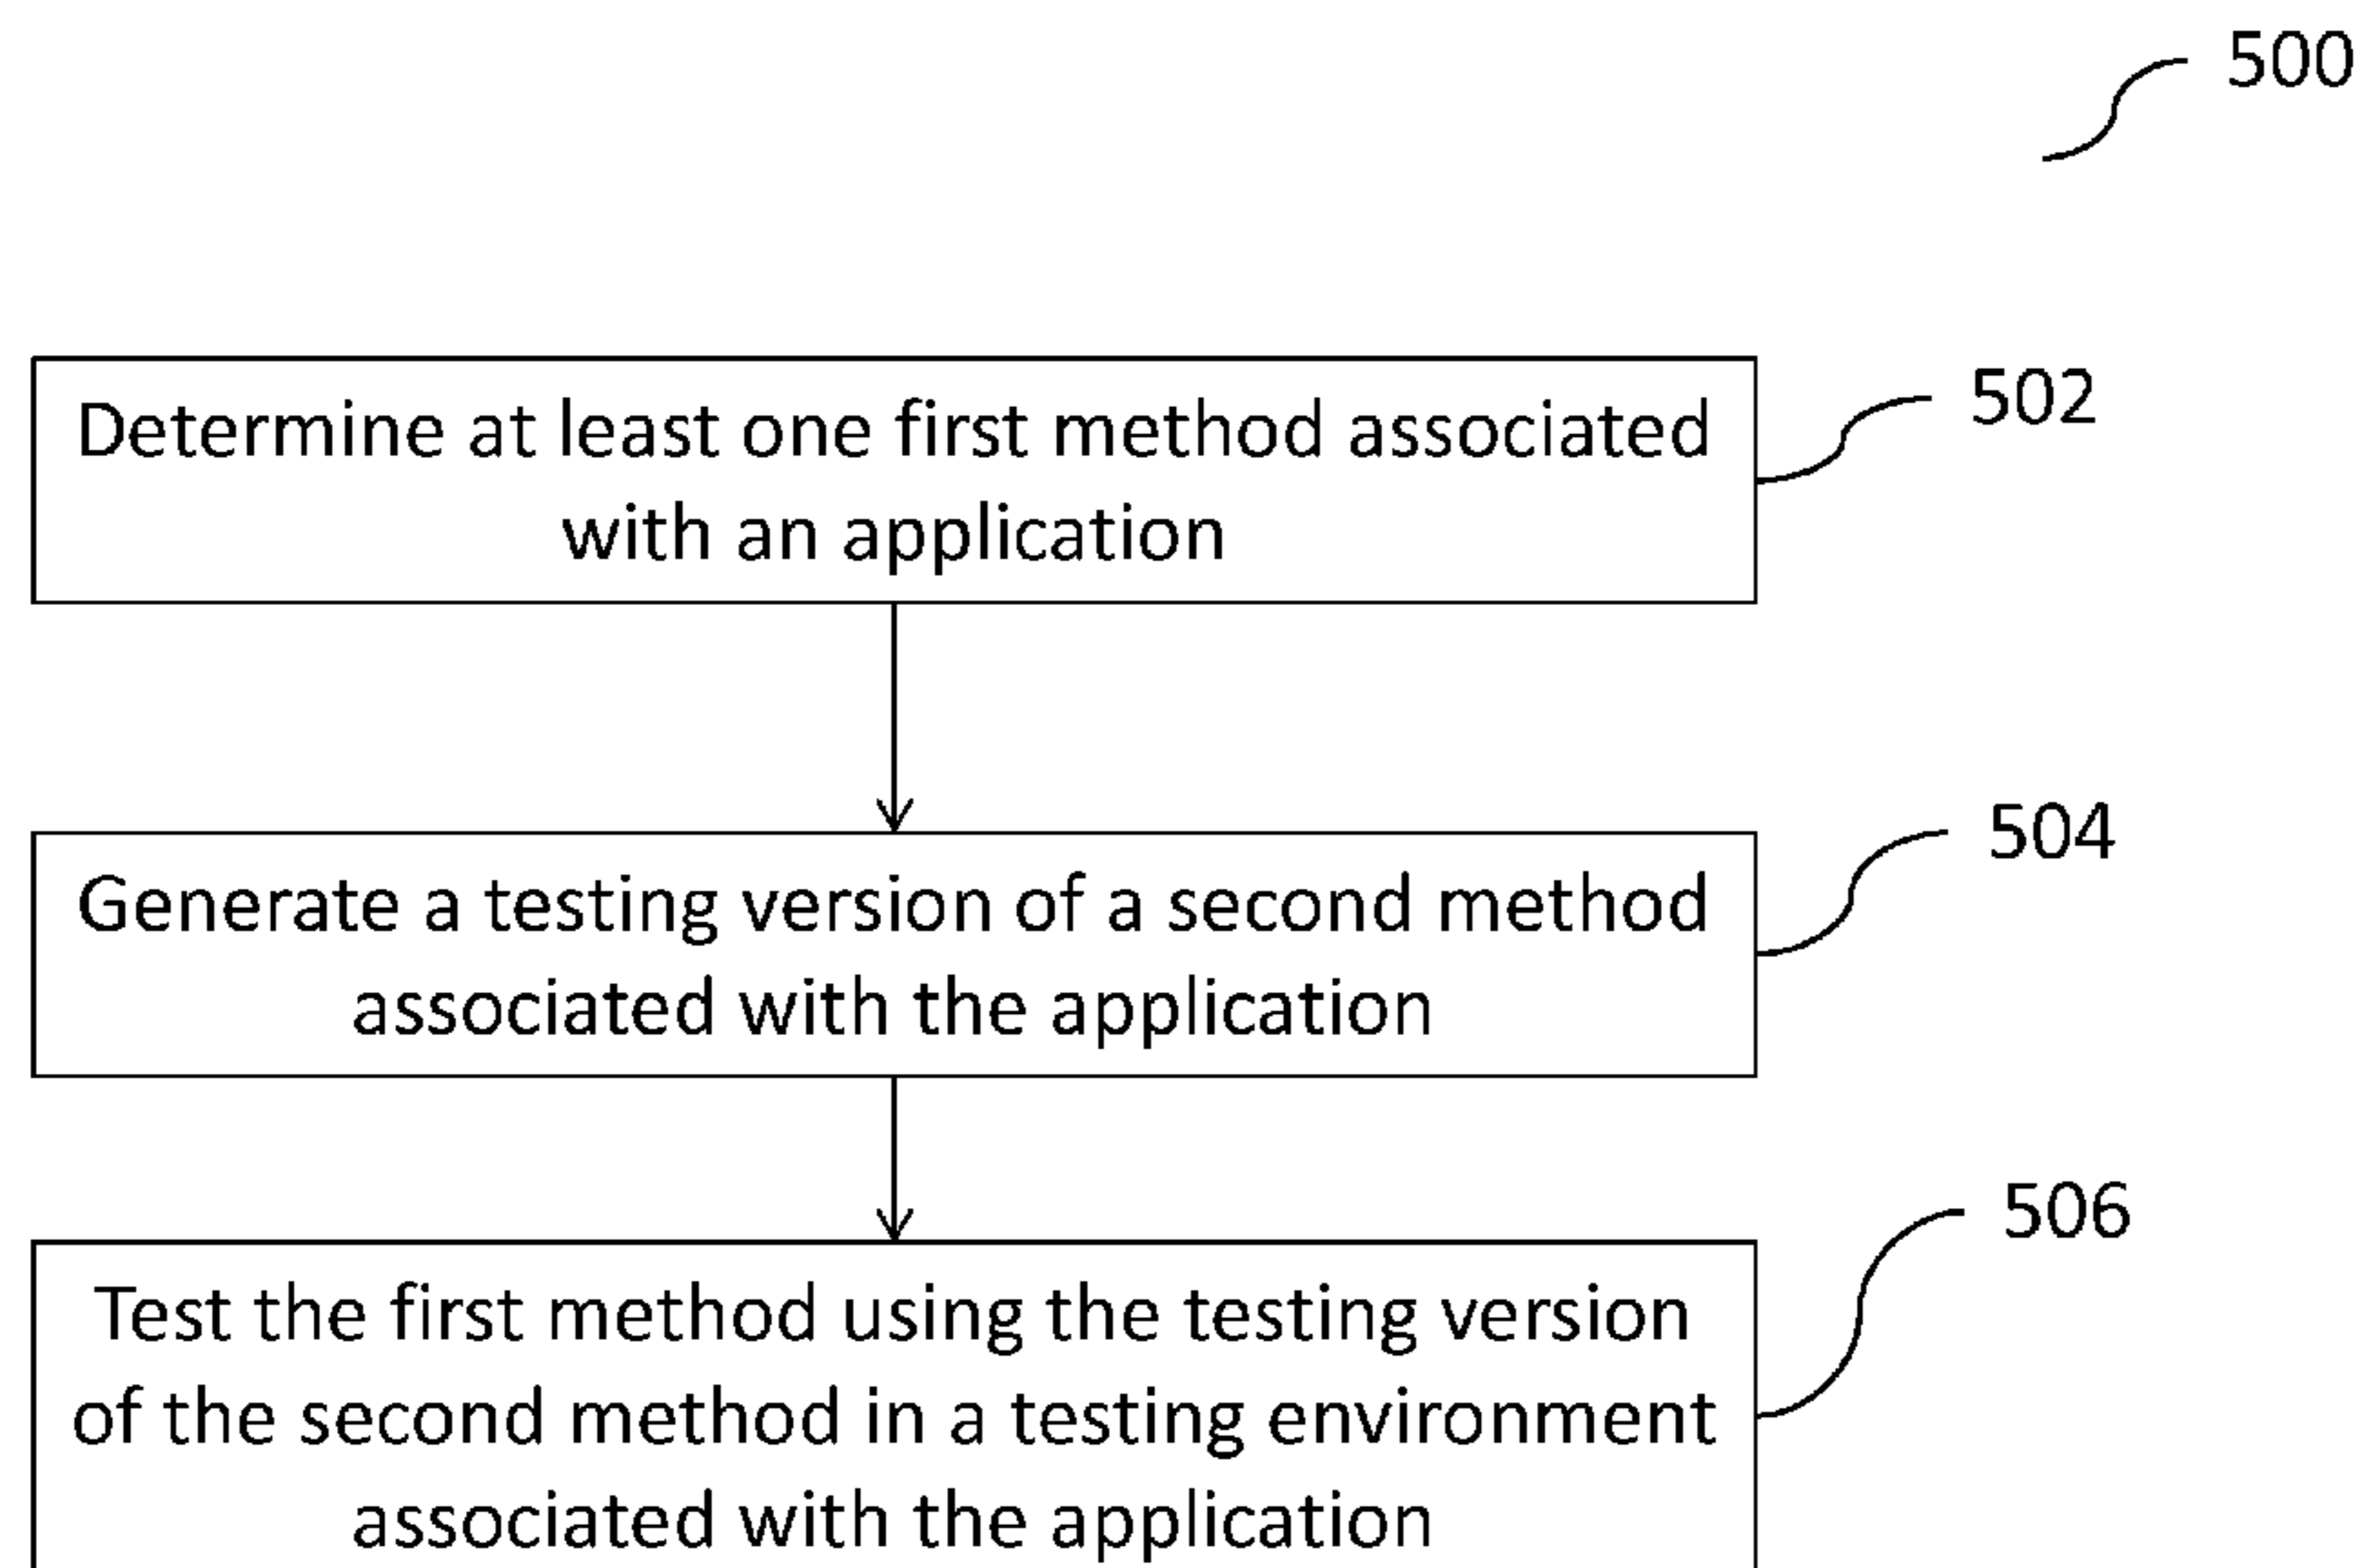 500
Determine at least one first method associated
with an application
502
Generate a testing version of a second method
associated with the application
504
Test the first method using the testing version
of the second method in a testing environment
associated with the application
506